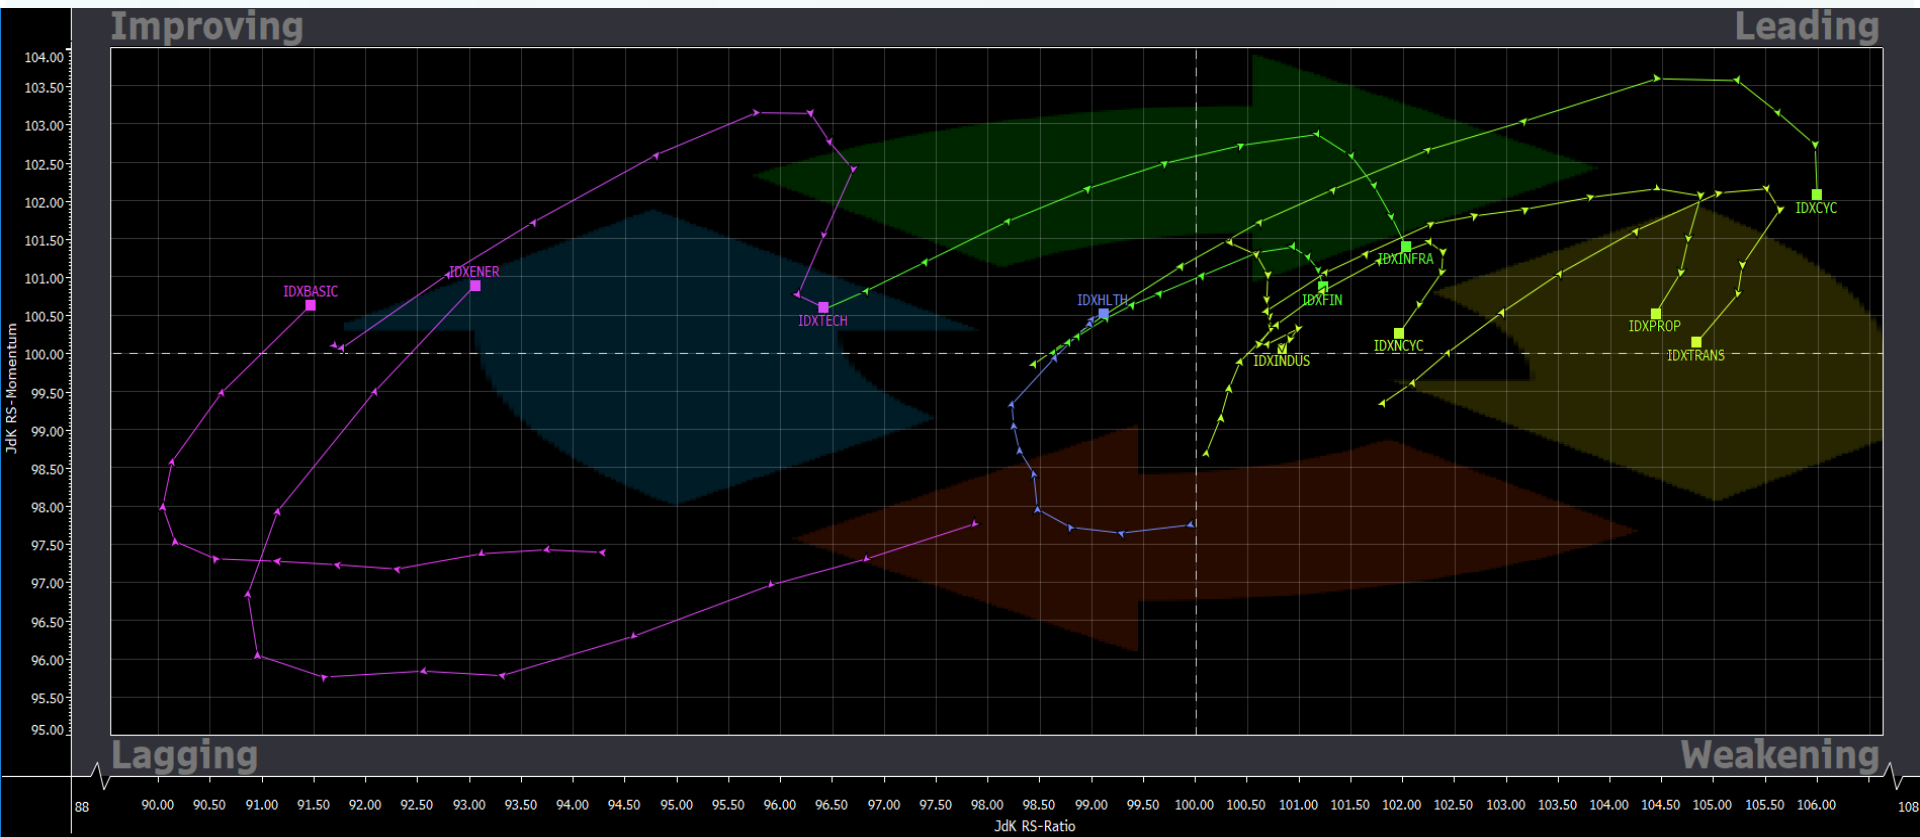 Improving
Leading
104.00
103.50
103.00
102.50
102.00
101.50
101.00
100.50
100.00
99.50
99.00
98.50
98.00
97.50
97.00
96.50
96.00
95.50
95.00
JdK RS-Momentum
IDXCYC
IDXINFRA
IDXENER
IDXBASIC
IDXHLTH
IDXFIN
IDXTECH
IDXPROP
IDXNCYC
IDXTRANS
IDXINDUS
Lagging
Weakening
88 90.00 90.50 91.00 91.50 92.00 92.50 93.00 93.50 94.00 94.50 95.00 95.50 96.00 96.50 97.00 97.50 98.00 98.50 99.00 99.50 100.00 100.50 101.00 101.50 102.00 102.50 103.00 103.50 104.00 104.50 105.00 105.50 106.00 108
JdK RS-Ratio